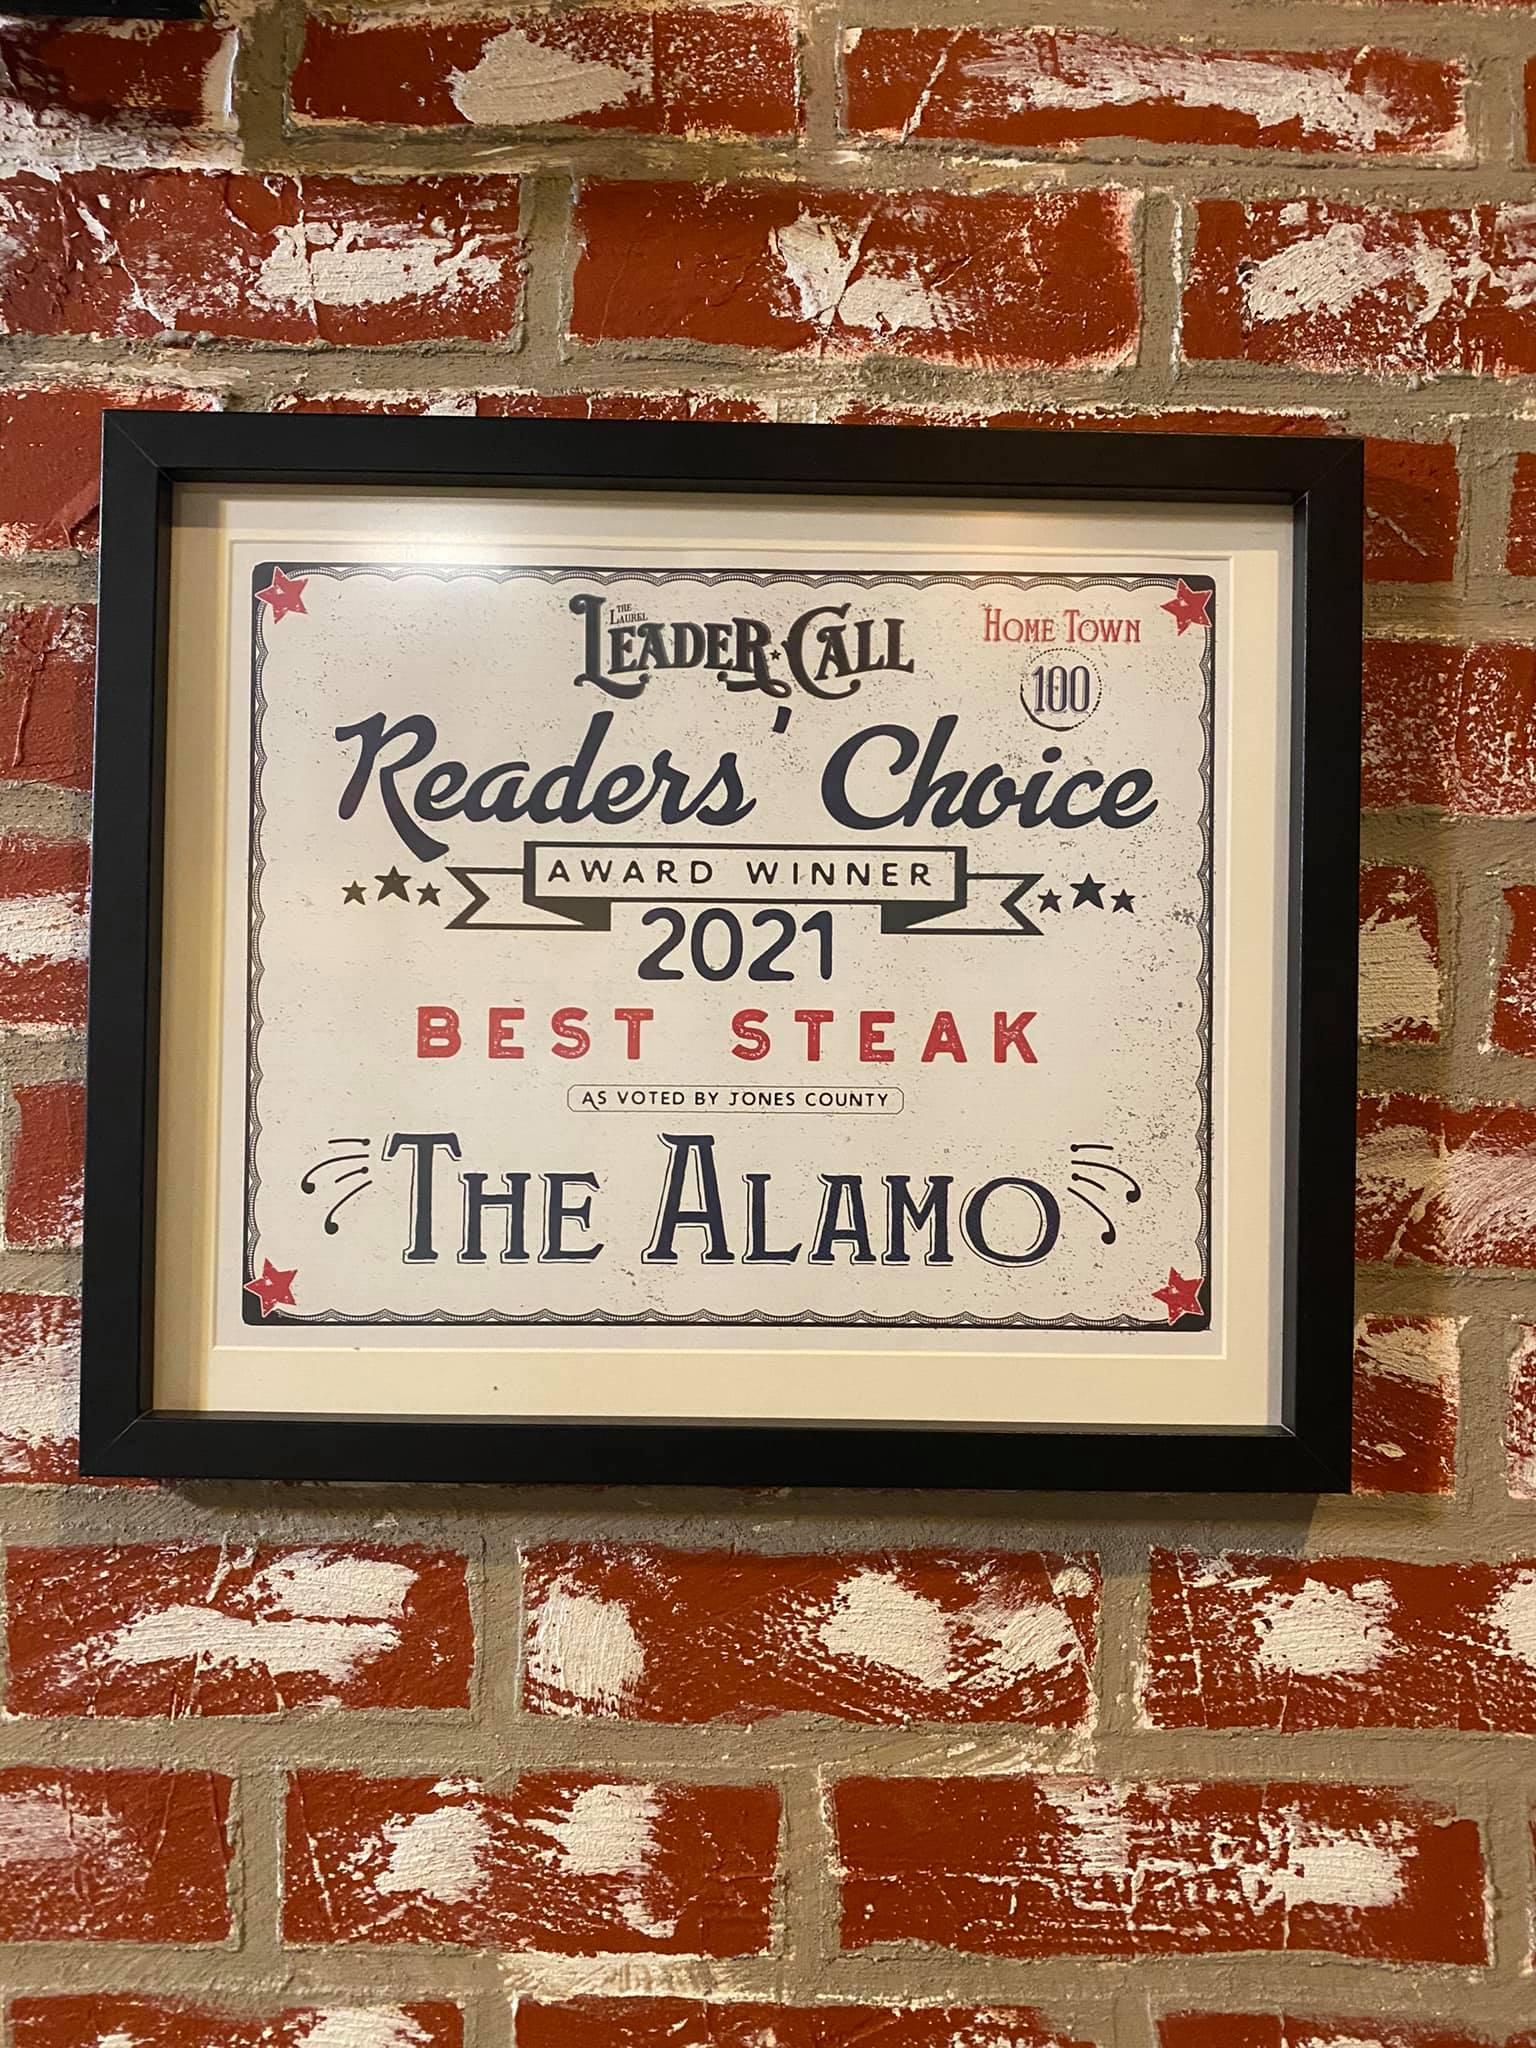 THE LAUREL
LEADER★CALL
HOME TOWN
100
Readers' Choice
AWARD WINNER
2021
BEST STEAK
AS VOTED BY JONES COUNTY
THE ALAMO